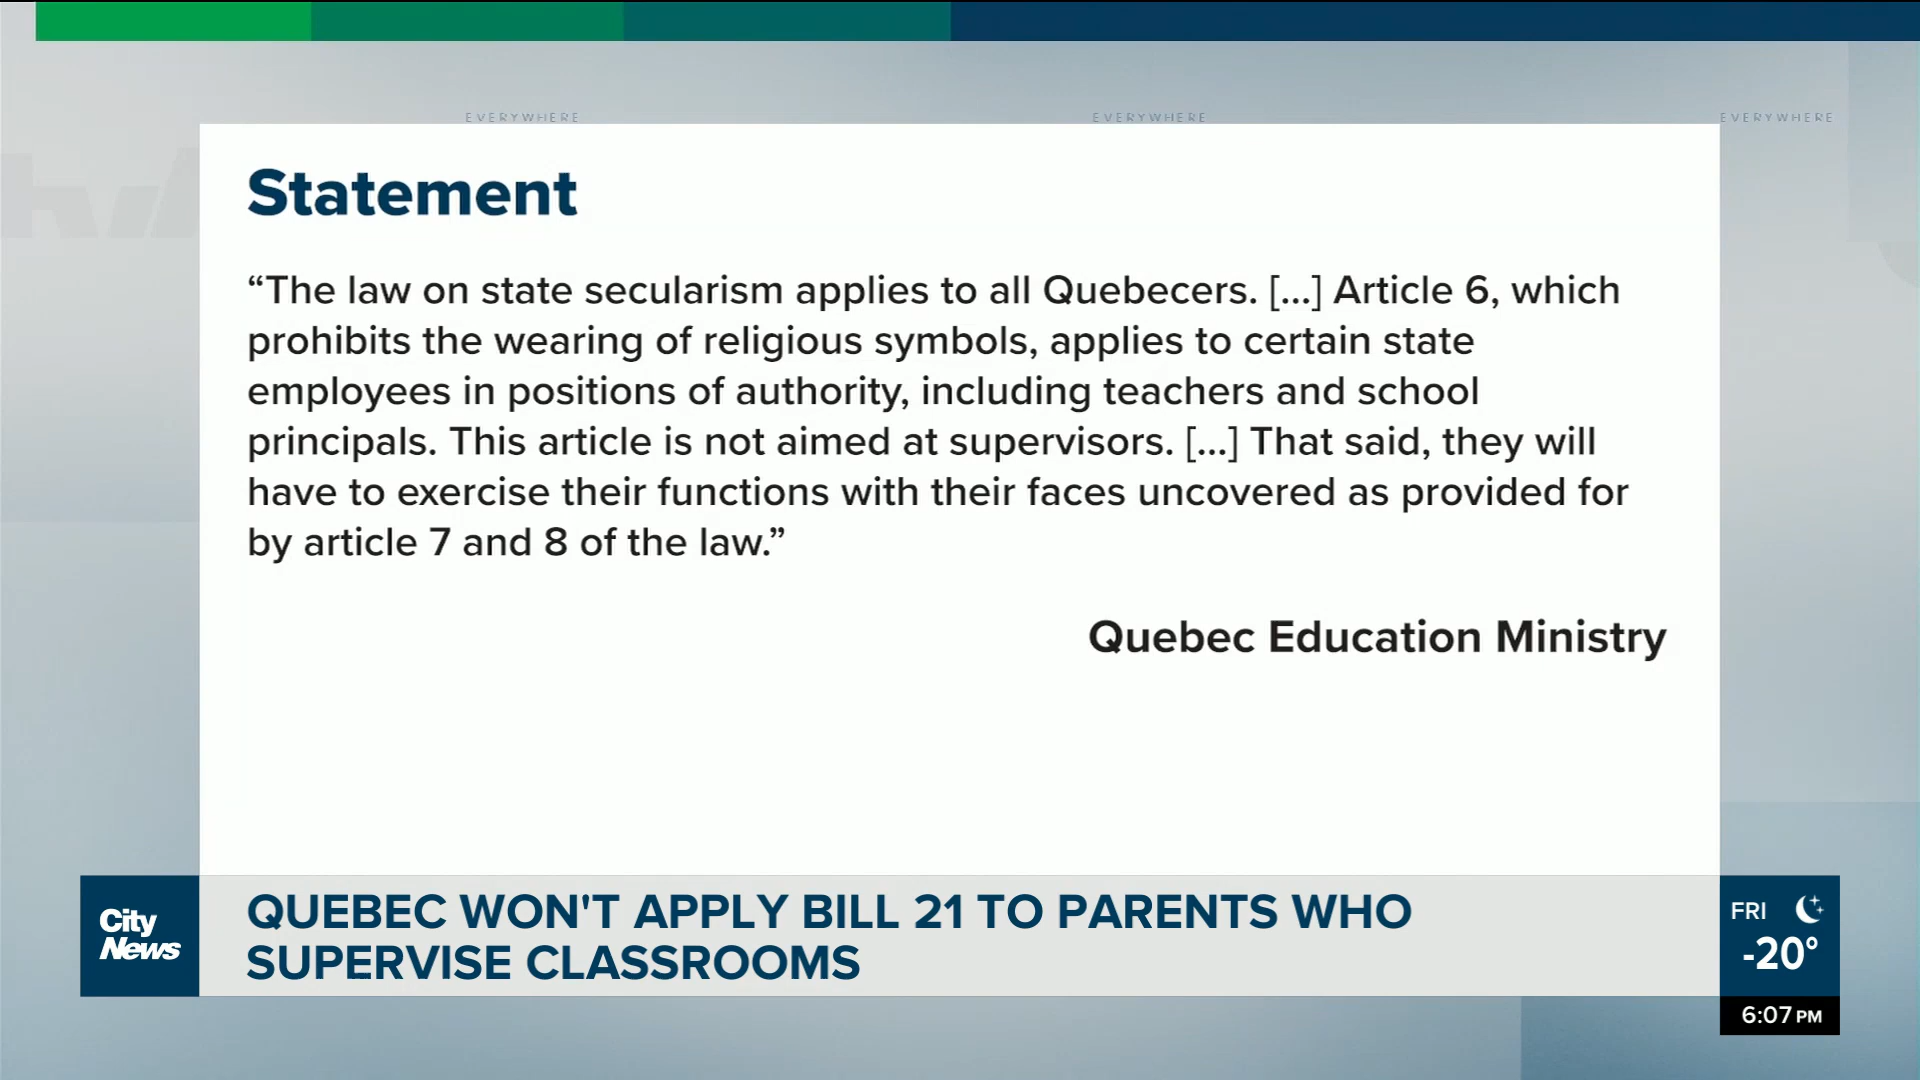 EVERYWHERE
EVERYWHERE
EVERYWHERE
Statement
“The law on state secularism applies to all Quebecers. [...] Article 6, which
prohibits the wearing of religious symbols, applies to certain state
employees in positions of authority, including teachers and school
principals. This article is not aimed at supervisors. [...] That said, they will
have to exercise their functions with their faces uncovered as provided for
by article 7 and 8 of the law.”
Quebec Education Ministry
City
News
QUEBEC WON'T APPLY BILL 21 TO PARENTS WHO
SUPERVISE CLASSROOMS
FRI
-20°
6:07 PM